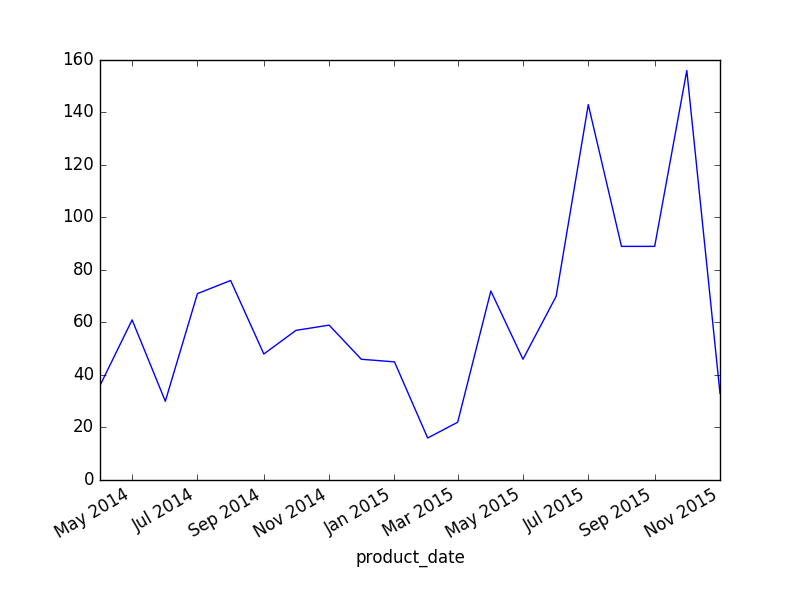 160
140
120
100
80
60
40
20
0
May 2014
Jul 2014
Sep 2014
Nov 2014
Jan 2015
Mar 2015
May 2015
Jul 2015
Sep 2015
Nov 2015
product_date